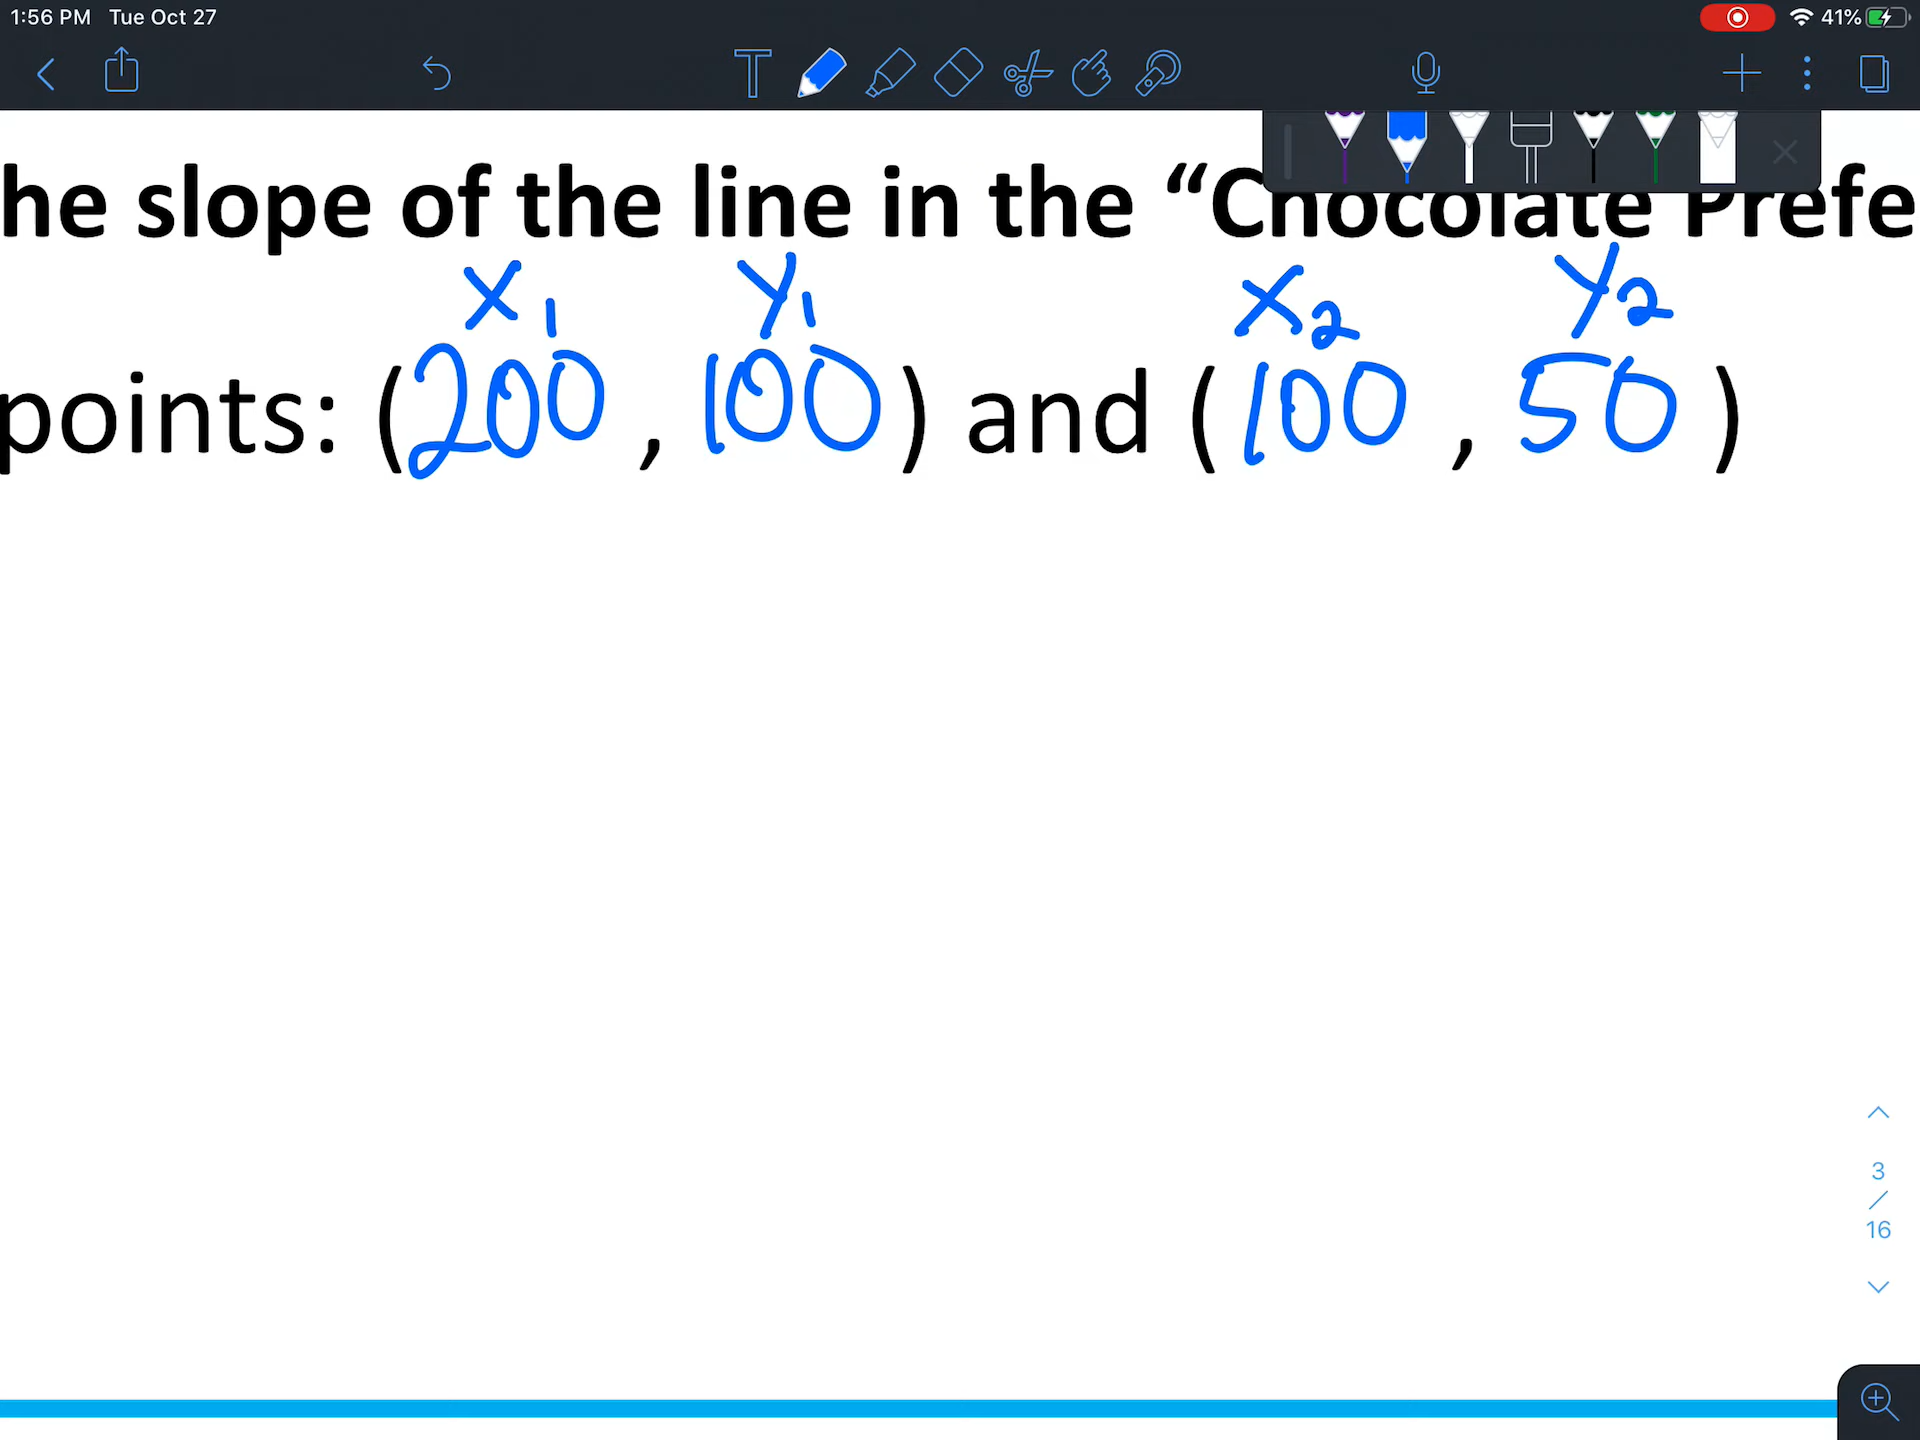 1:56 PM Tue Oct 27
41%
he slope of the line in the “Chocolate Prefe
X1 Y1 X2 Y2
points: (200, 100) and (100, 50)
3
/
16